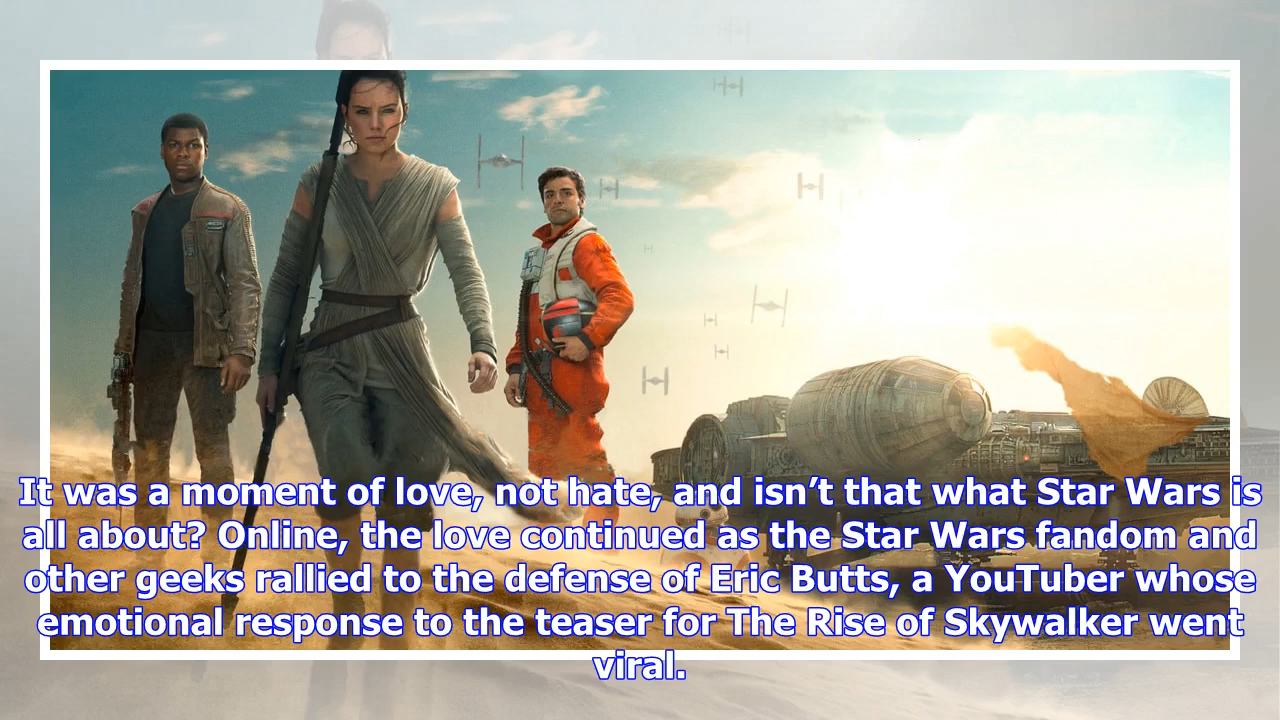 It was a moment of love, not hate, and isn’t that what Star Wars is
all about? Online, the love continued as the Star Wars fandom and
other geeks rallied to the defense of Eric Butts, a YouTuber whose
emotional response to the teaser for The Rise of Skywalker went
viral.